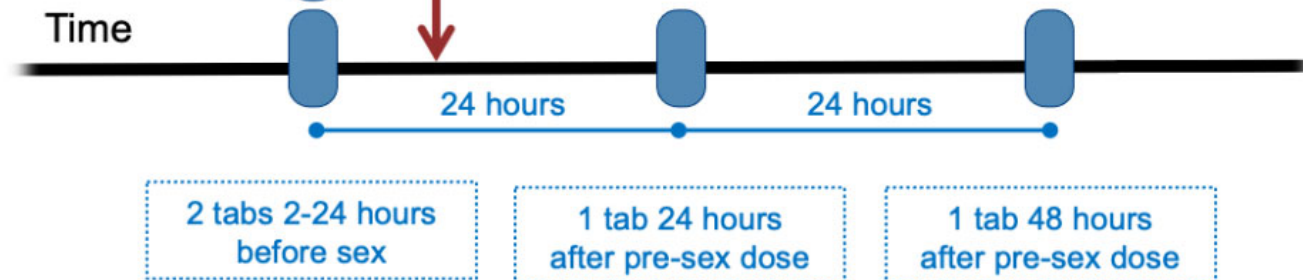 Time
24 hours
24 hours
2 tabs 2-24 hours
before sex
1 tab 24 hours
after pre-sex dose
1 tab 48 hours
after pre-sex dose